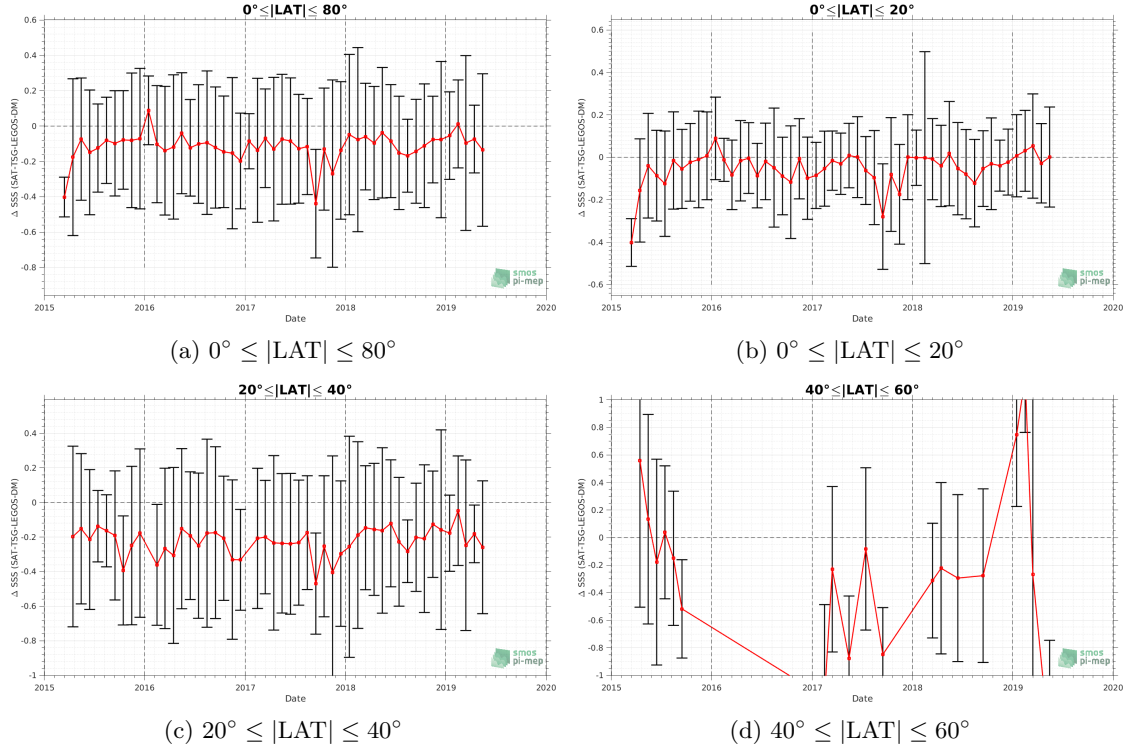 0°≤|LAT|≤ 80°
Δ SSS (SAT-TSG-LEGOS-DM)
0.6
0.4
0.2
0
-0.2
-0.4
-0.6
-0.8
2015 2016 2017 2018 2019 2020
Date
smos
pi-mep
(a) 0° ≤ |LAT| ≤ 80°
0°≤|LAT|≤ 20°
Δ SSS (SAT-TSG-LEGOS-DM)
0.6
0.4
0.2
0
-0.2
-0.4
-0.6
2015 2016 2017 2018 2019 2020
Date
smos
pi-mep
(b) 0° ≤ |LAT| ≤ 20°
20°≤|LAT|≤ 40°
Δ SSS (SAT-TSG-LEGOS-DM)
0.4
0.2
0
-0.2
-0.4
-0.6
-0.8
-1
2015 2016 2017 2018 2019 2020
Date
smos
pi-mep
(c) 20° ≤ |LAT| ≤ 40°
40°≤|LAT|≤ 60°
Δ SSS (SAT-TSG-LEGOS-DM)
1
0.8
0.6
0.4
0.2
0
-0.2
-0.4
-0.6
-0.8
-1
2015 2016 2017 2018 2019 2020
Date
smos
pi-mep
(d) 40° ≤ |LAT| ≤ 60°